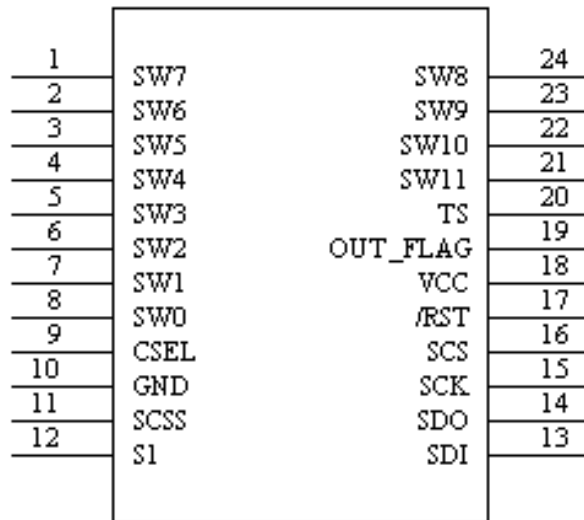 1 SW7 SW8 24
2 SW6 SW9 23
3 SW5 SW10 22
4 SW4 SW11 21
5 SW3 TS 20
6 SW2 OUT_FLAG 19
7 SW1 VCC 18
8 SW0 /RST 17
9 CSEL SCS 16
10 GND SCK 15
11 SCSS SDO 14
12 S1 SDI 13